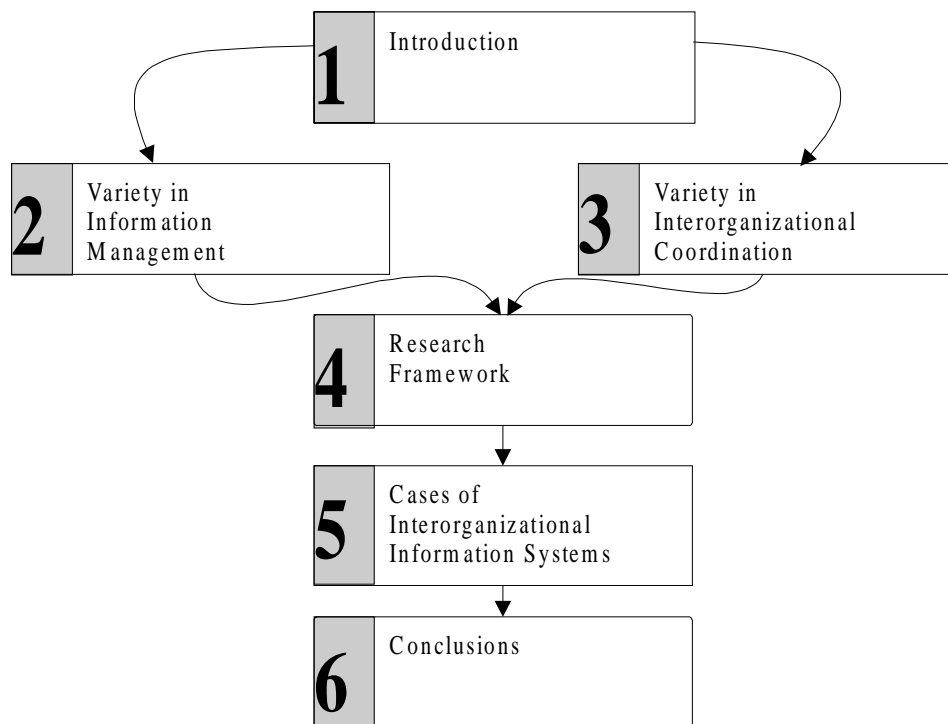 1
Introduction
2
Variety in
Information
Management
3
Variety in
Interorganizational
Coordination
4
Research
Framework
5
Cases of
Interorganizational
Information Systems
6
Conclusions